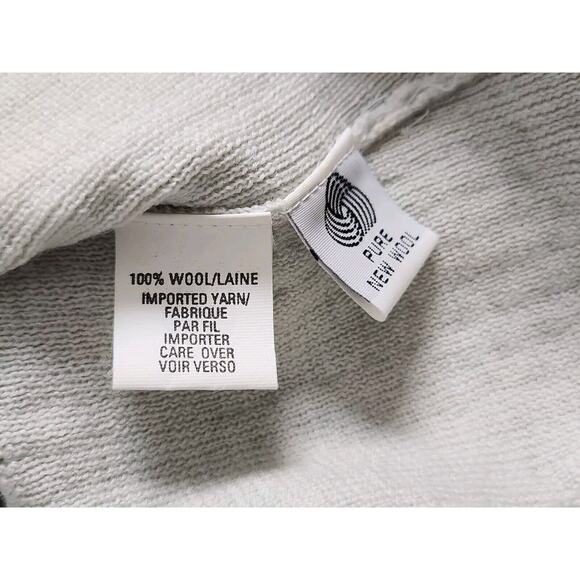 100% WOOL/LAINE
IMPORTED YARN/
FABRIQUE
PAR FIL
IMPORTER
CARE OVER
VOIR VERSO
PURE
NEW WOOL